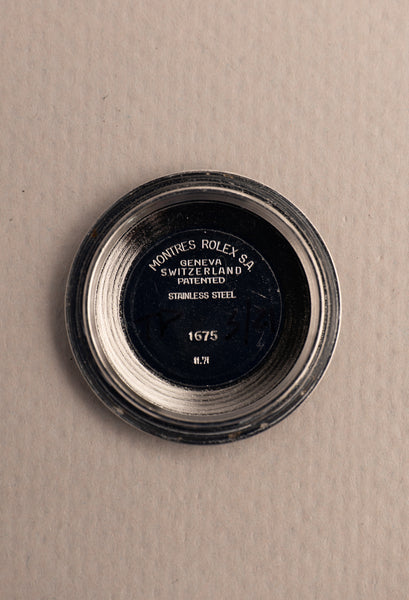 MONTRES ROLEX S.A.
GENEVA
SWITZERLAND
PATENTED
STAINLESS STEEL
1675
II.71